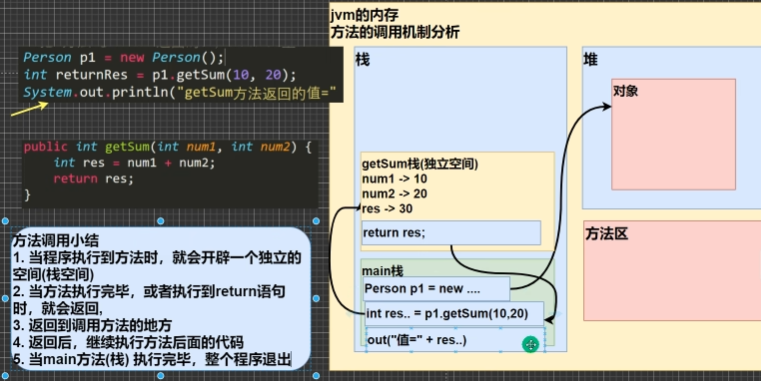 Person p1 = new Person();
int returnRes = p1.getSum(10, 20);
System.out.println("getSum方法返回的值="
public int getSum(int num1, int num2) {
int res = num1 + num2;
return res;
}
方法调用小结
1. 当程序执行到方法时，就会开辟一个独立的
空间(栈空间)
2. 当方法执行完毕，或者执行到return语句
时，就会返回,
3. 返回到调用方法的地方
4. 返回后，继续执行方法后面的代码
5. 当main方法(栈) 执行完毕，整个程序退出
jvm的内存
方法的调用机制分析
栈
getSum栈(独立空间)
num1 -> 10
num2 -> 20
res -> 30
return res;
main栈
Person p1 = new ....
int res.. = p1.getSum(10,20)
out("值=" + res..)
堆
对象
方法区